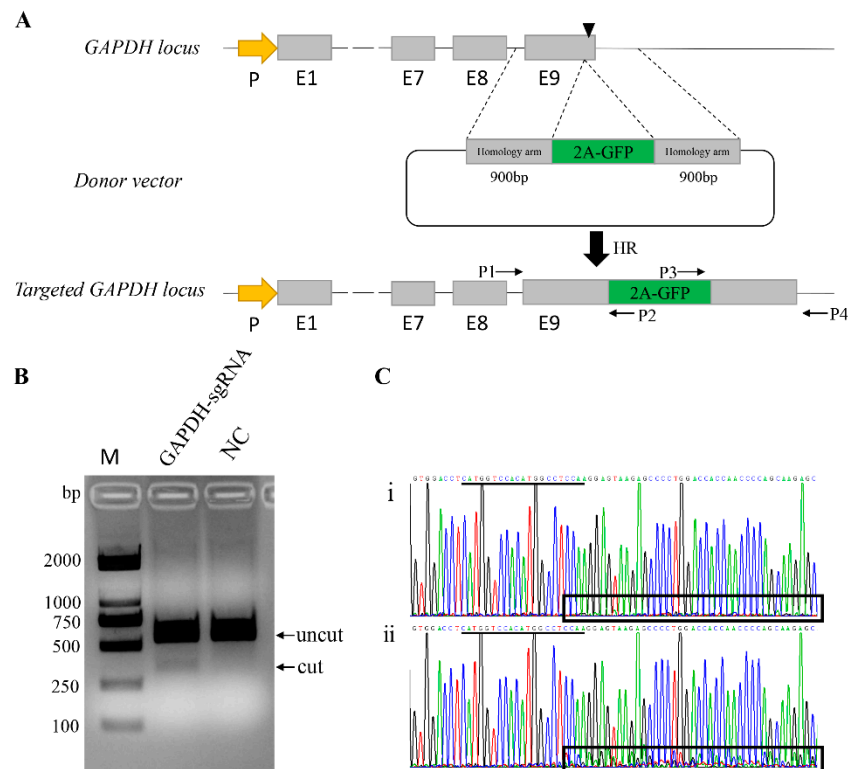 A
GAPDH locus
P E1 E7 E8 E9
Homology arm 2A-GFP Homology arm
900bp 900bp
Donor vector
HR
P1 P3
Targeted GAPDH locus
2A-GFP
P E1 E7 E8 E9 P2 P4
B
GAPDH-sgRNA
NC
M
bp
2000
1000
750
500
250
100
uncut
cut
C
i
GTGGACCTCATGGTCCACATGGCCTCCAAGGAGTAAGAGCCCCTGGACCACCAACCCCAGCAAGAGC
ii
GTGGACCTCATGGTCCACATGGCCTCCAAGGAGTAAGAGCCCCTGGACCACCAACCCCAGCAAGAGC